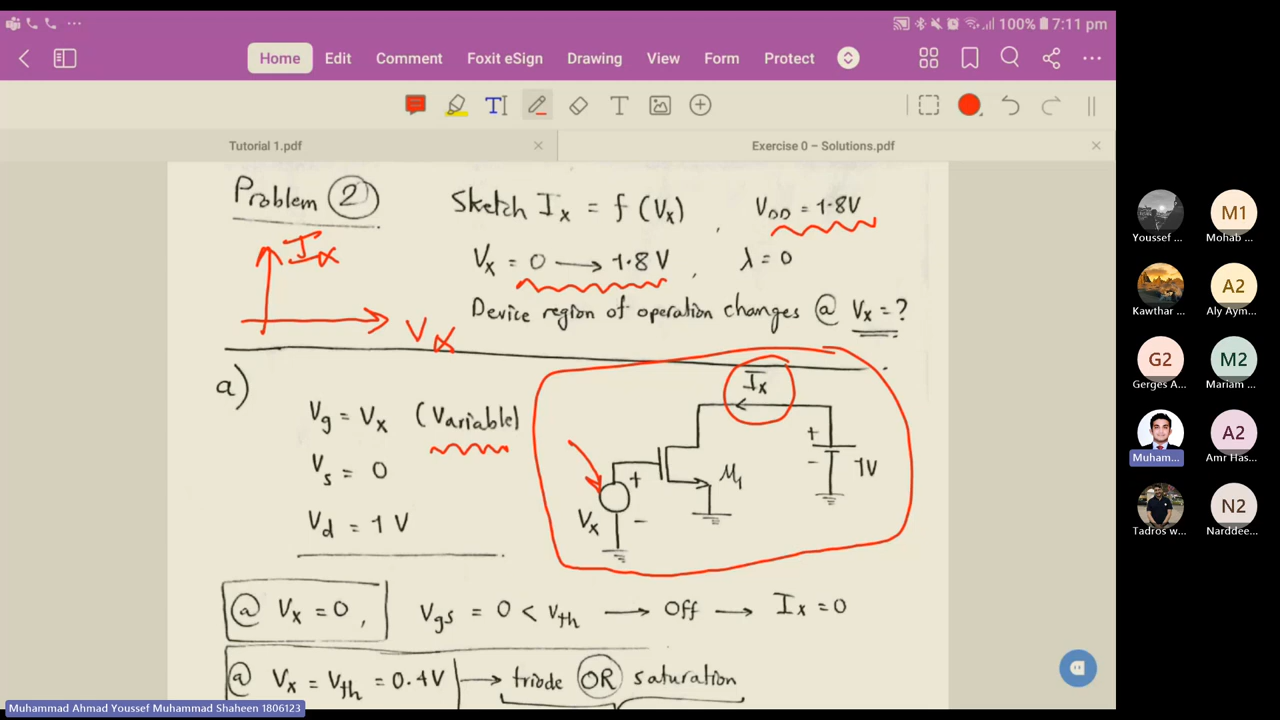 100% 7:11 pm
Home Edit Comment Foxit eSign Drawing View Form Protect
Tutorial 1.pdf
Exercise 0 – Solutions.pdf
Problem 2 Sketch Ix = f (Vx) , VDD = 1.8V
Ix
Vx = 0 → 1.8 V , λ = 0
Device region of operation changes @ Vx = ?
Vx
a)
Ix
Vg = Vx (Variable)
Vs = 0
Vd = 1 V
+ - M1 + - 1V
Vx
@ Vx = 0 , Vgs = 0 < Vth → Off → Ix = 0
@ Vx = Vth = 0.4V → triode OR saturation
Muhammad Ahmad Youssef Muhammad Shaheen 1806123
M1
Youssef ... Mohab ...
A2
Kawthar ... Aly Aym...
G2 M2
Gerges A... Mariam ...
A2
Muham... Amr Has...
N2
Tadros w... Narddee...